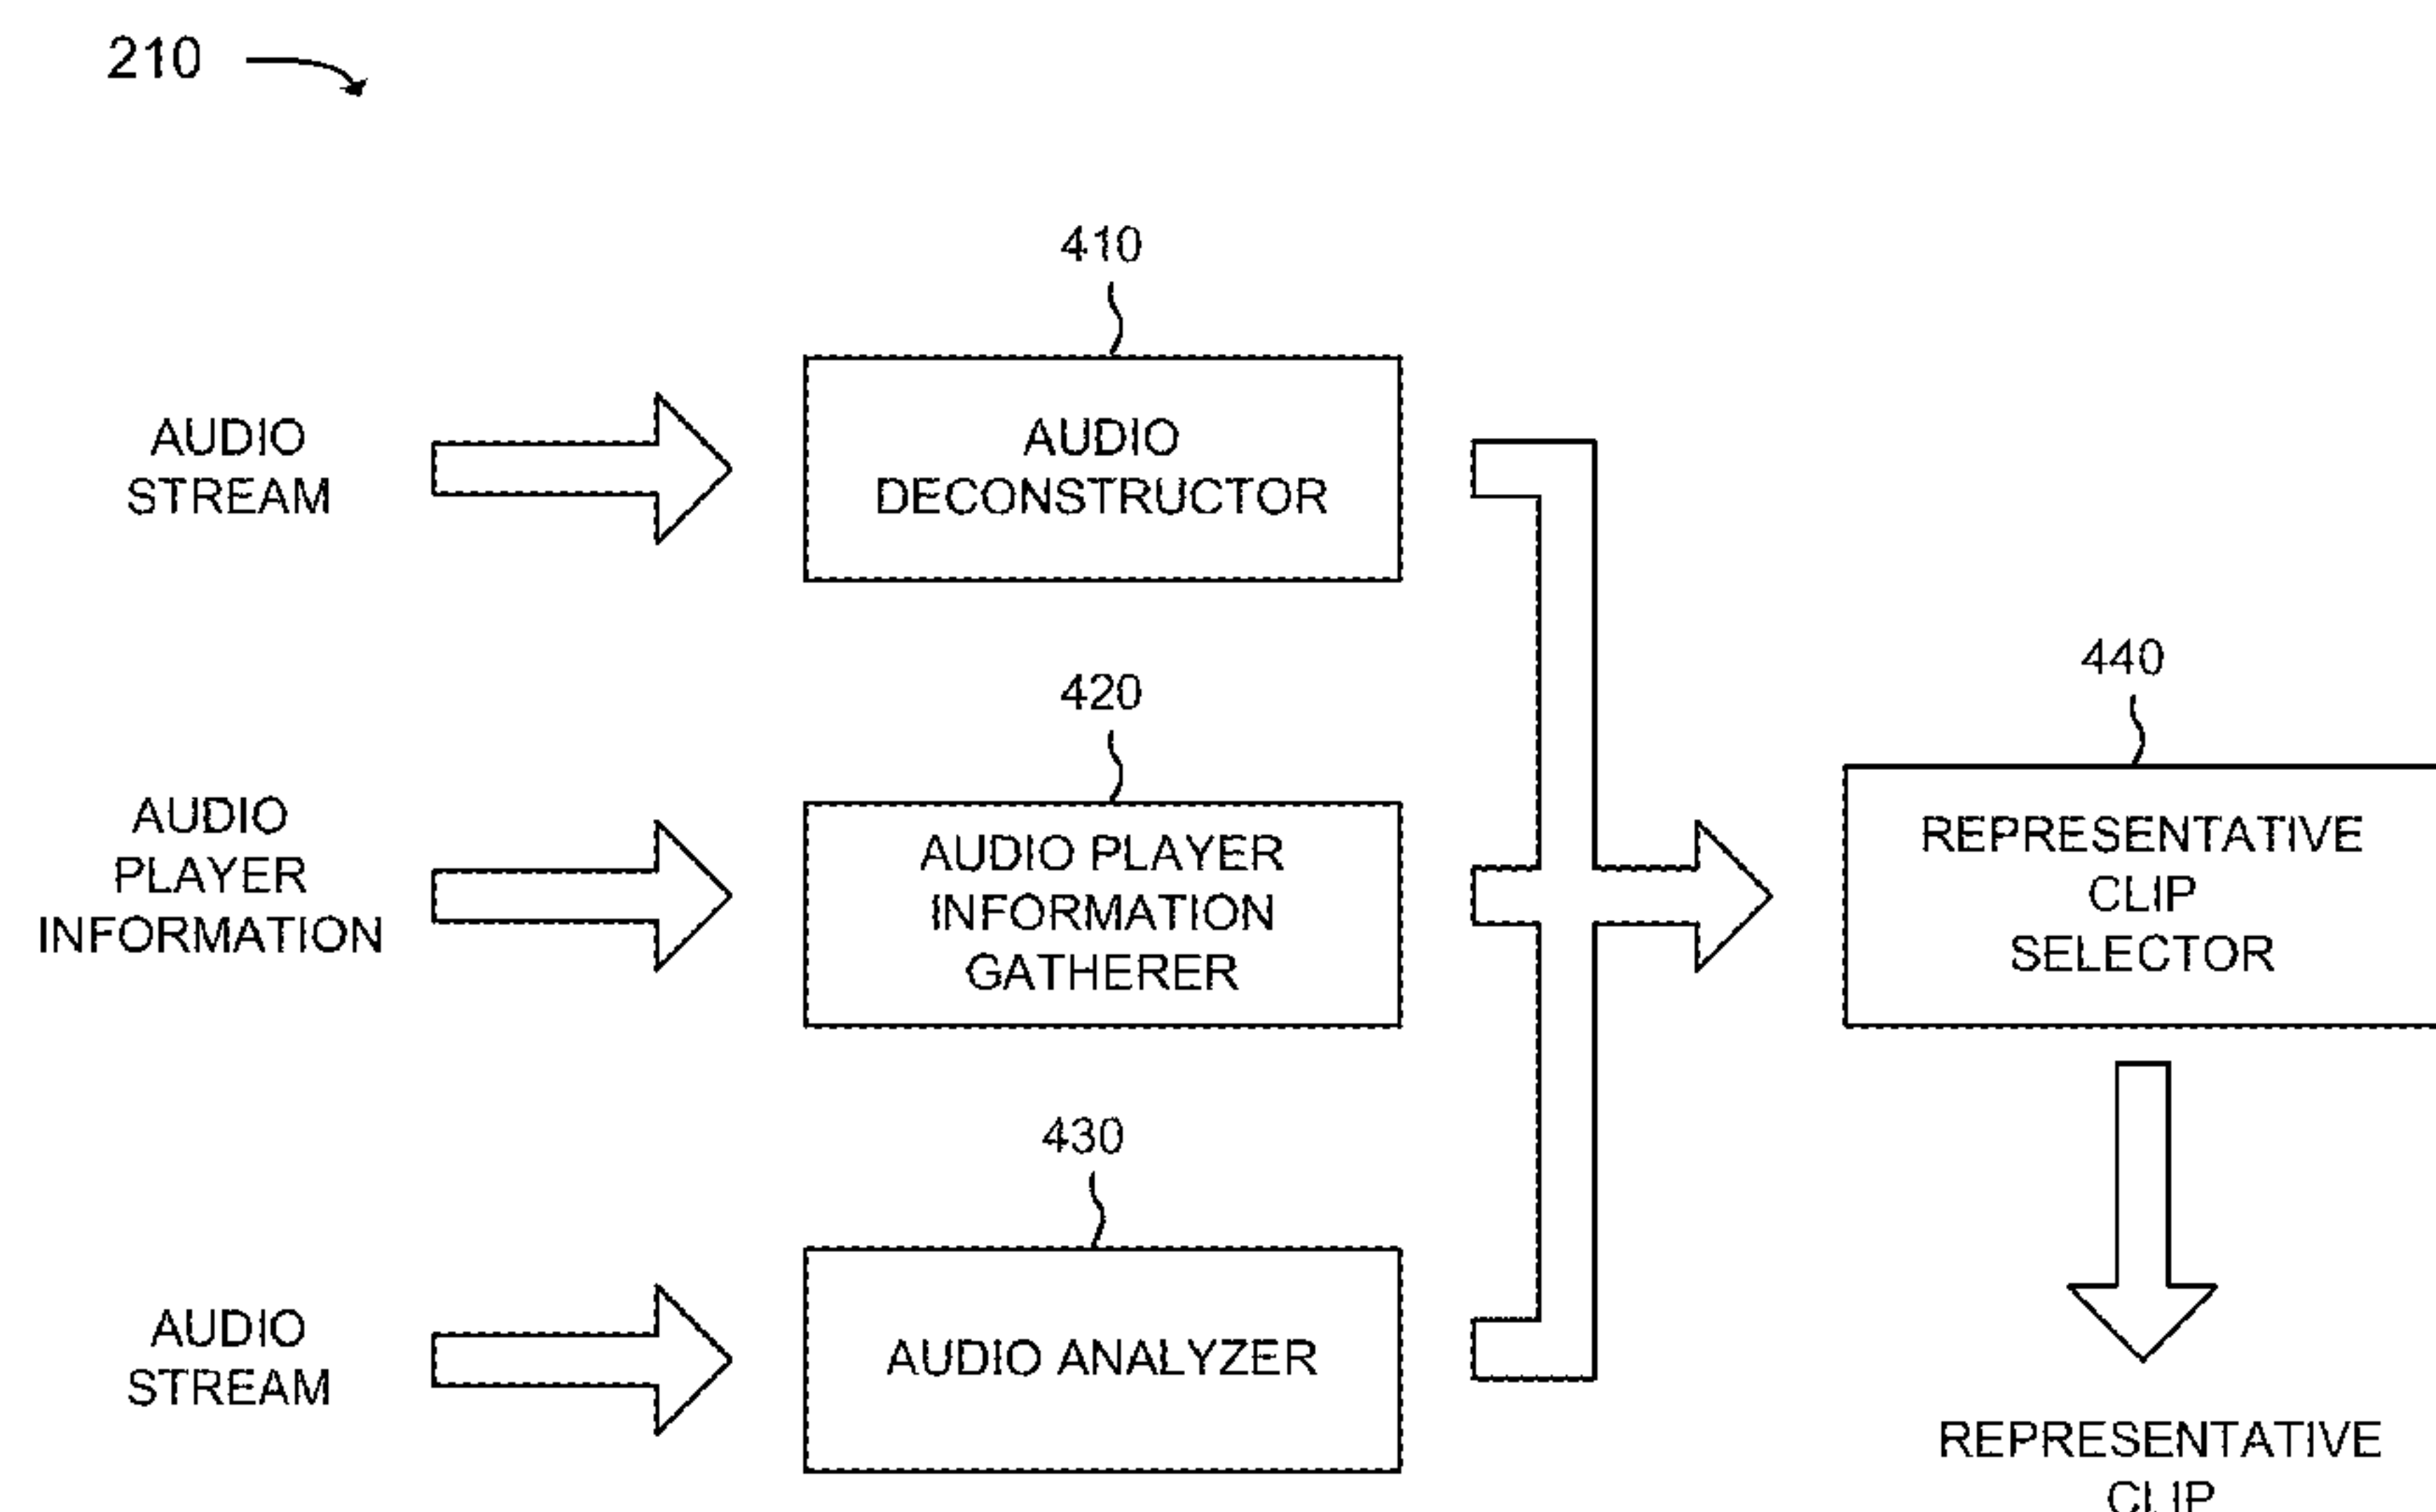 210
410
AUDIO
STREAM
AUDIO
DECONSTRUCTOR
420
440
AUDIO
PLAYER
INFORMATION
AUDIO PLAYER
INFORMATION
GATHERER
REPRESENTATIVE
CLIP
SELECTOR
430
AUDIO
STREAM
AUDIO ANALYZER
REPRESENTATIVE
CLIP